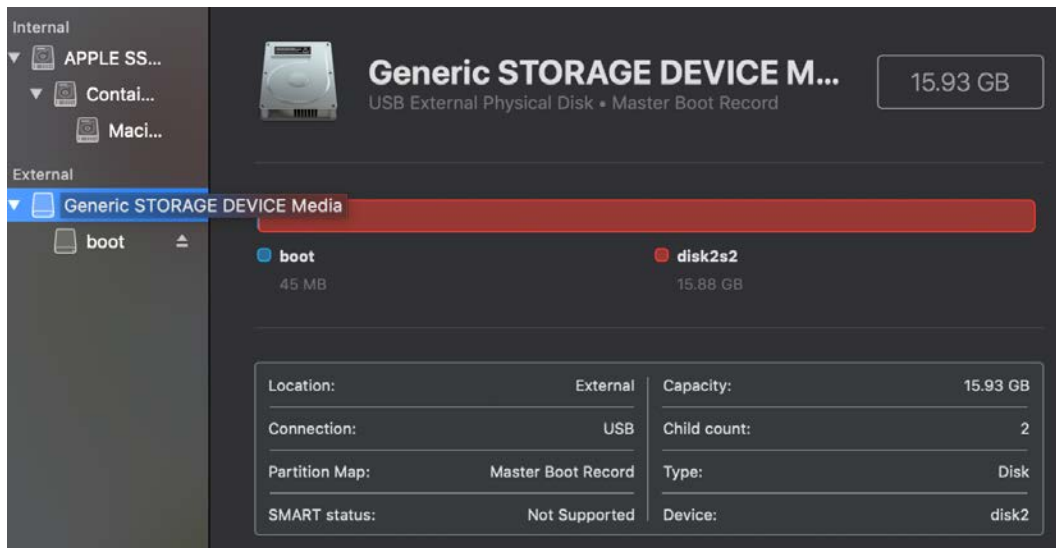 Internal
APPLE SS...
Contai...
Maci...
External
Generic STORAGE DEVICE Media
boot
Generic STORAGE DEVICE M...
USB External Physical Disk • Master Boot Record
15.93 GB
boot
45 MB
disk2s2
15.88 GB
Location: External
Capacity: 15.93 GB
Connection: USB
Child count: 2
Partition Map: Master Boot Record
Type: Disk
SMART status: Not Supported
Device: disk2